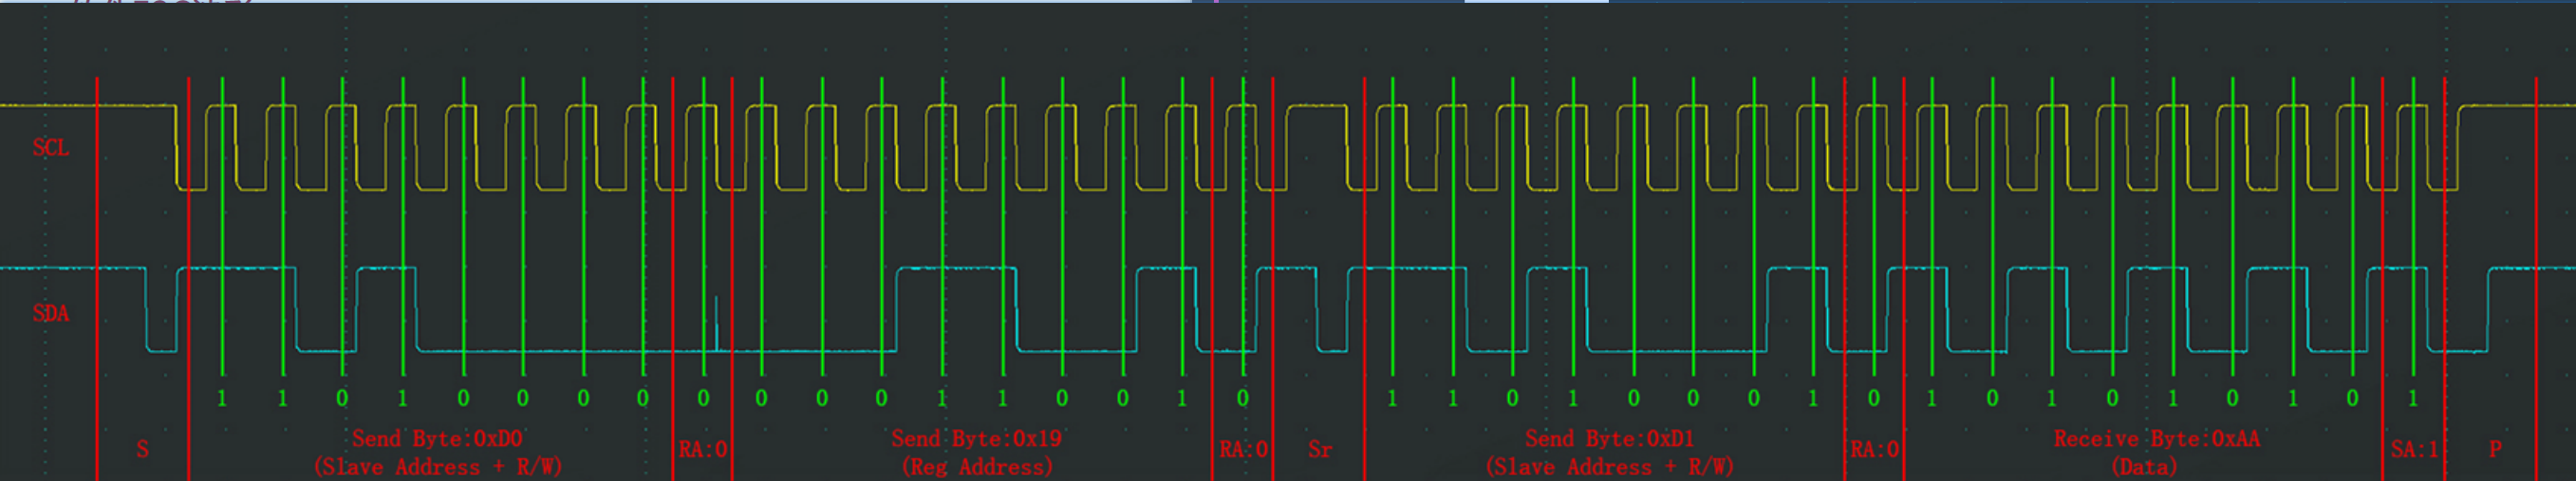 SCL
SDA
1 1 0 1 0 0 0 0 0 0 0 0 1 1 0 0 1 0 1 1 0 1 0 0 0 1 0 1 0 1 0 1 0 1 0 1
S Send Byte:0xD0 RA:0 Send Byte:0x19 RA:0 Sr Send Byte:0xD1 RA:0 Receive Byte:0xAA SA:1 P
(Slave Address + R/W) (Reg Address) (Slave Address + R/W) (Data)